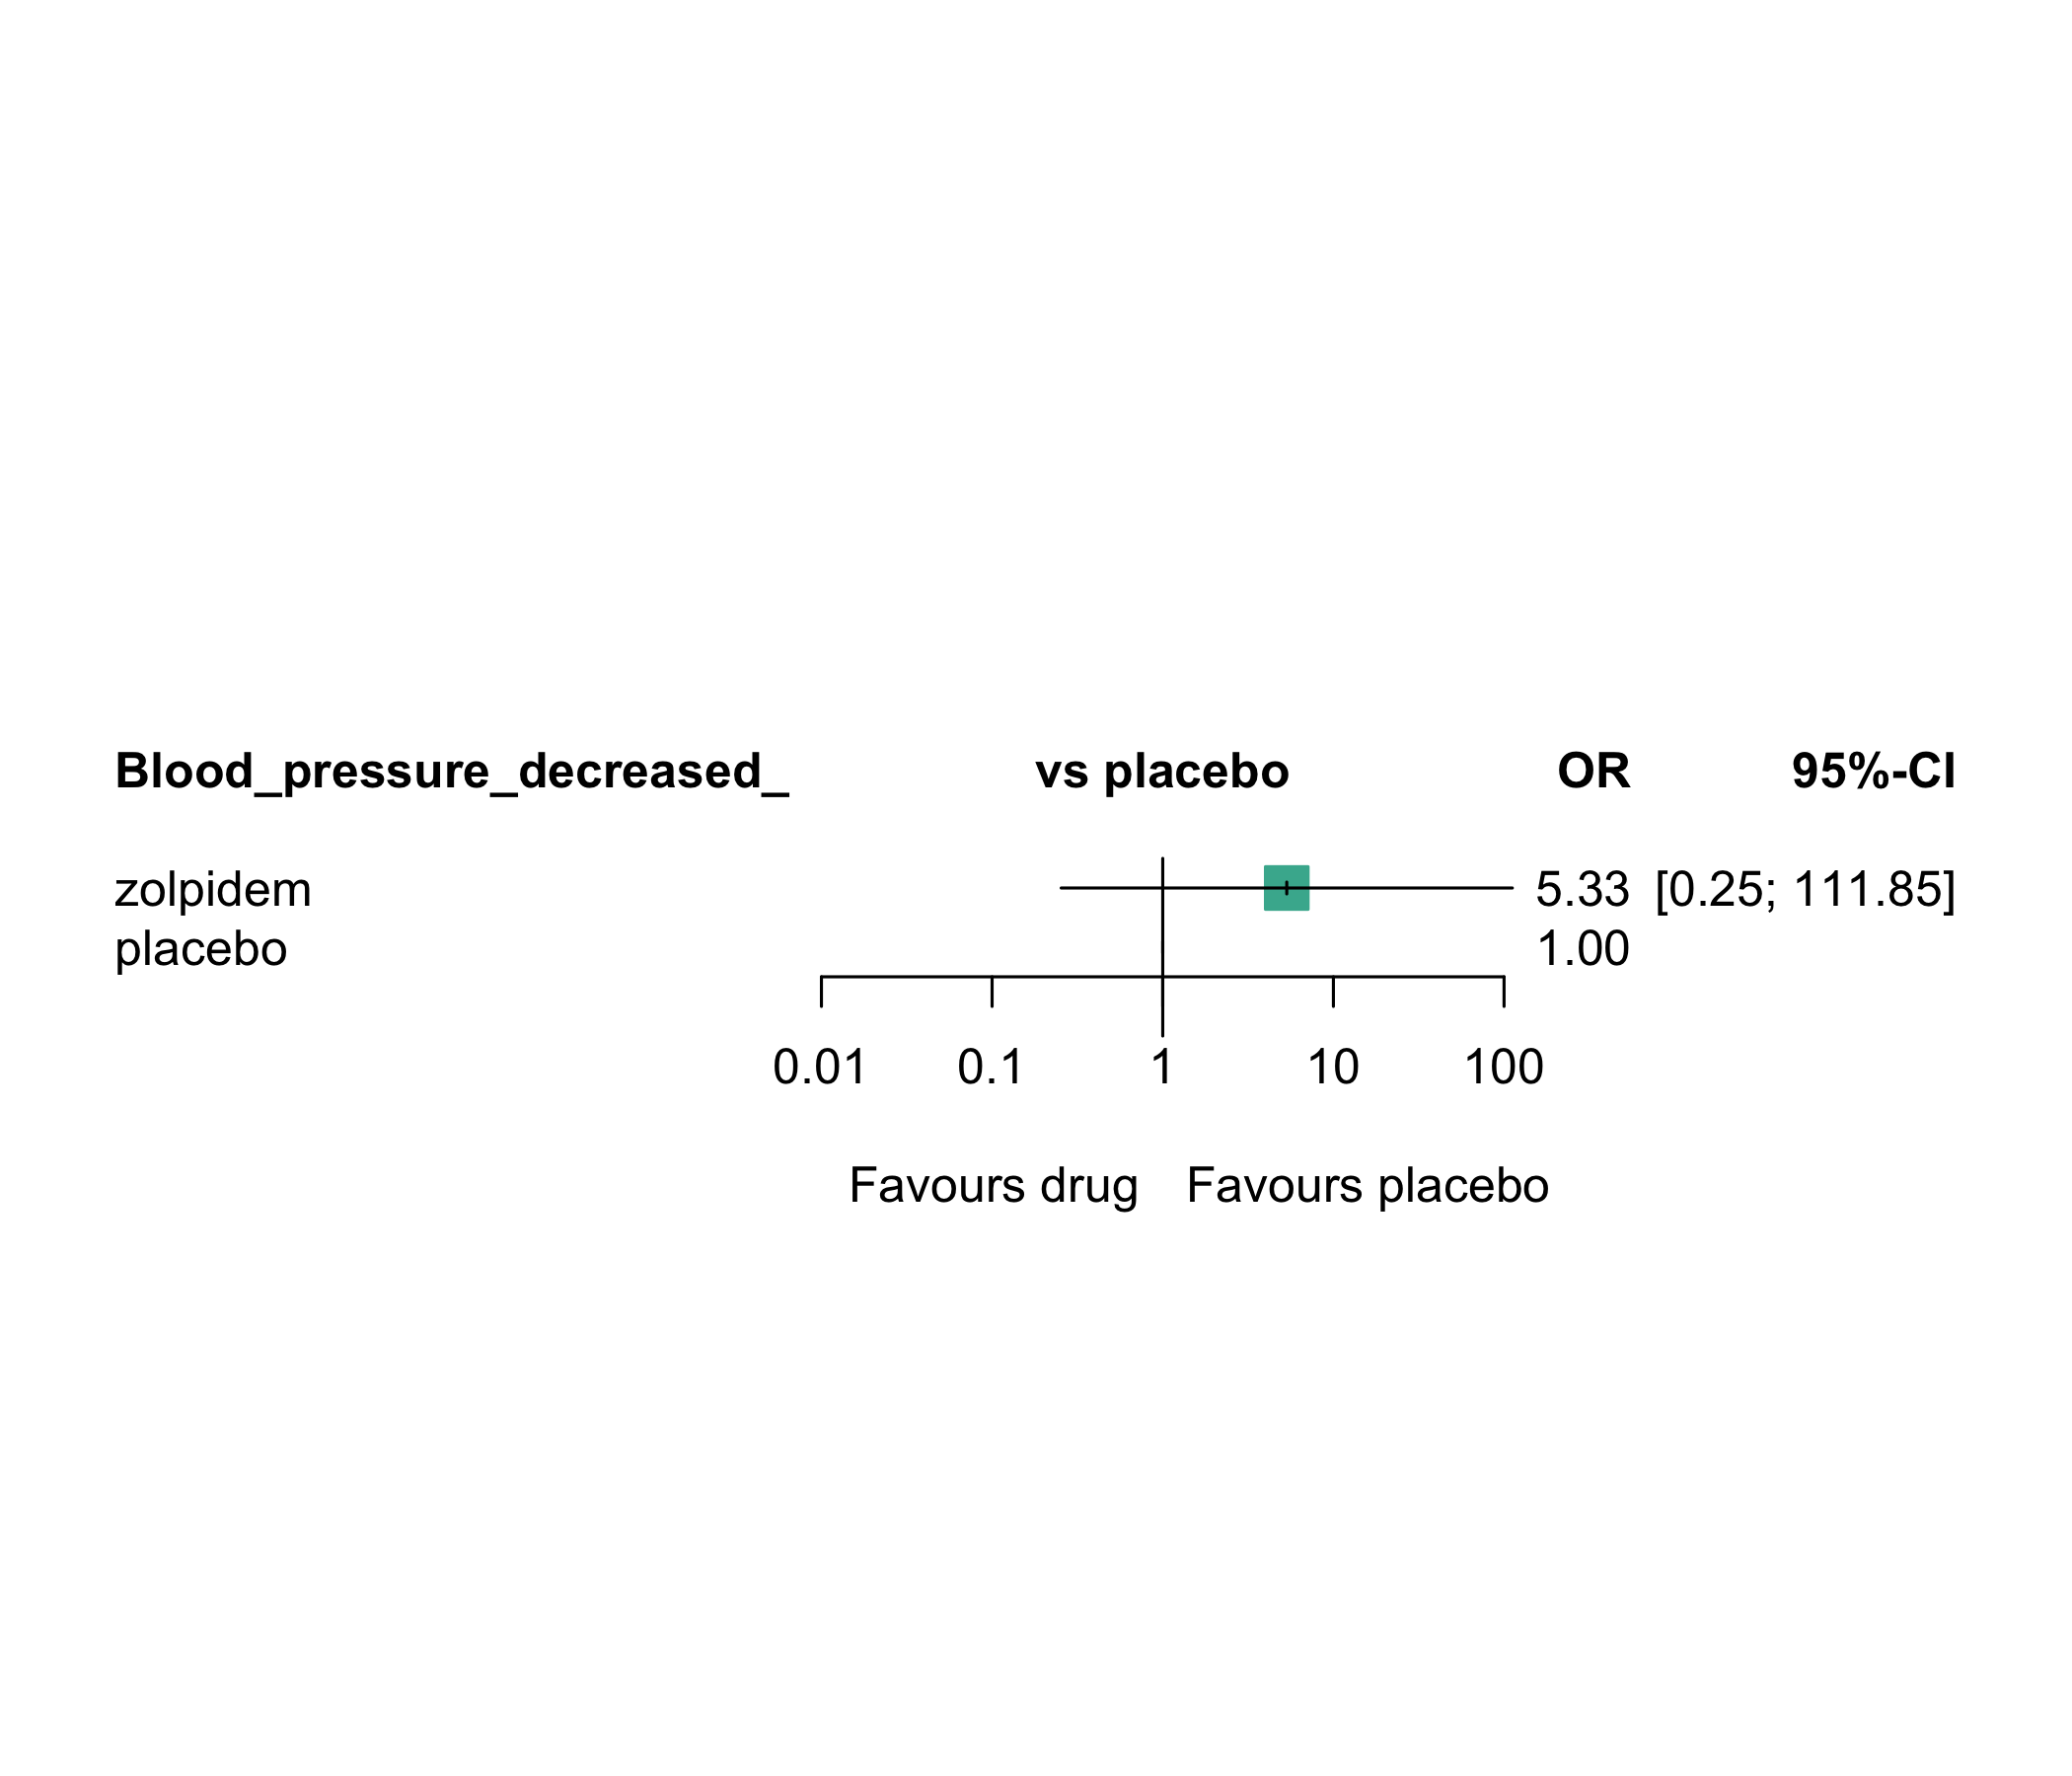 Blood_pressure_decreased_ vs placebo OR 95%-CI
zolpidem 5.33 [0.25; 111.85]
placebo 1.00
0.01 0.1 1 10 100
Favours drug Favours placebo